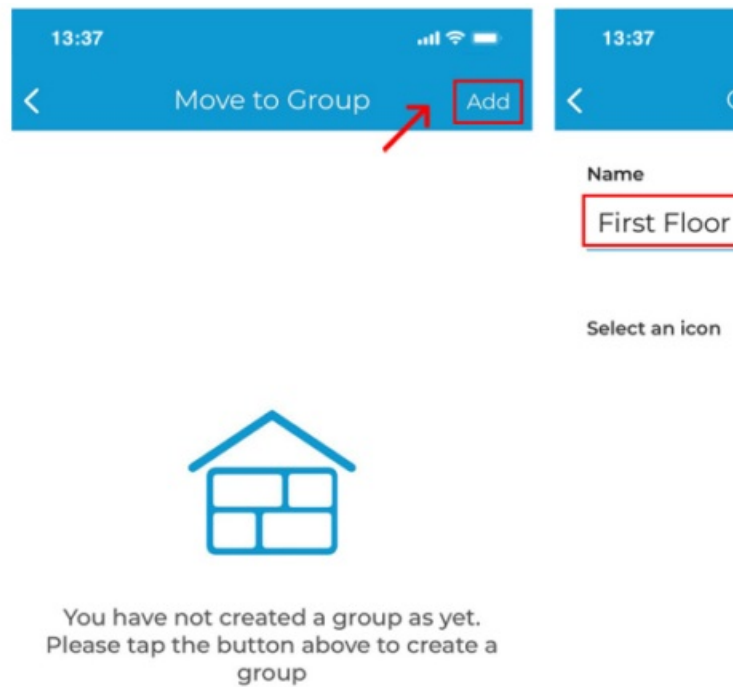 13:37
Move to Group
Add
You have not created a group as yet.
Please tap the button above to create a
group
13:37
Name
First Floor
Select an icon